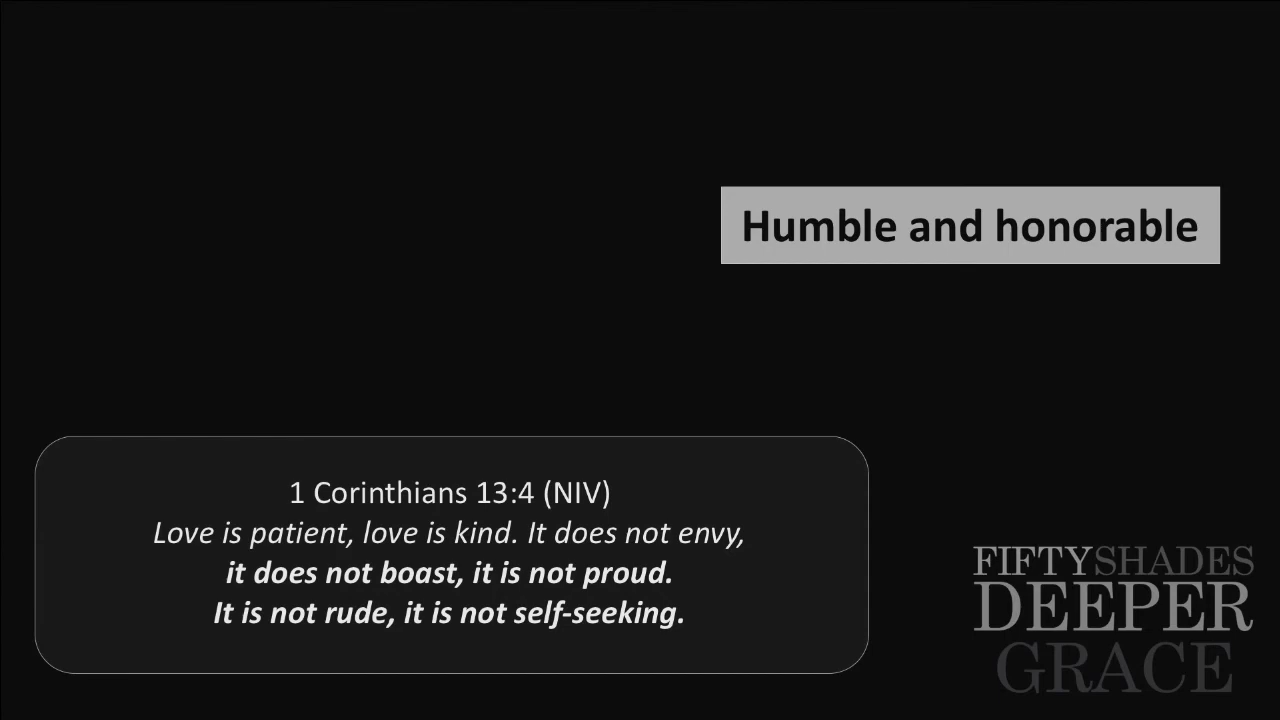 Humble and honorable
1 Corinthians 13:4 (NIV)
Love is patient, love is kind. It does not envy,
it does not boast, it is not proud.
It is not rude, it is not self-seeking.
FIFTYSHADES
DEEPER
GRACE